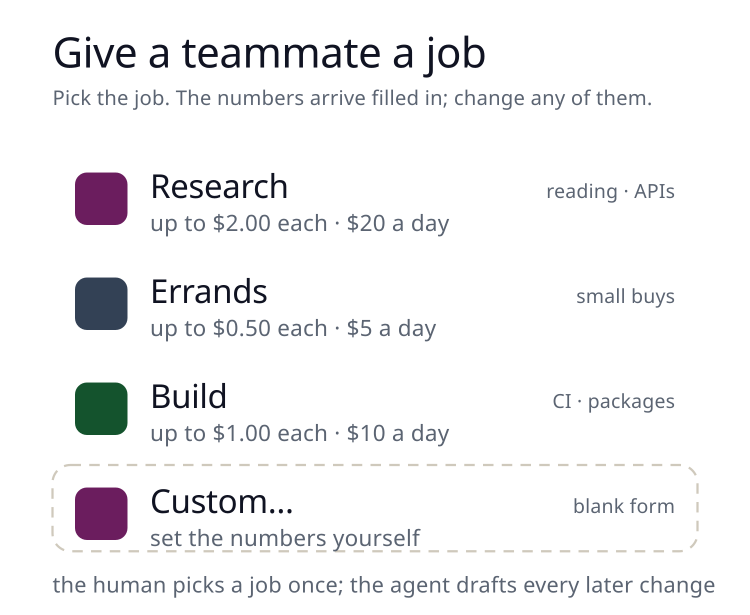 Give a teammate a job
Pick the job. The numbers arrive filled in; change any of them.
Research
reading · APIs
up to $2.00 each · $20 a day
Errands
small buys
up to $0.50 each · $5 a day
Build
CI · packages
up to $1.00 each · $10 a day
Custom...
blank form
set the numbers yourself
the human picks a job once; the agent drafts every later change